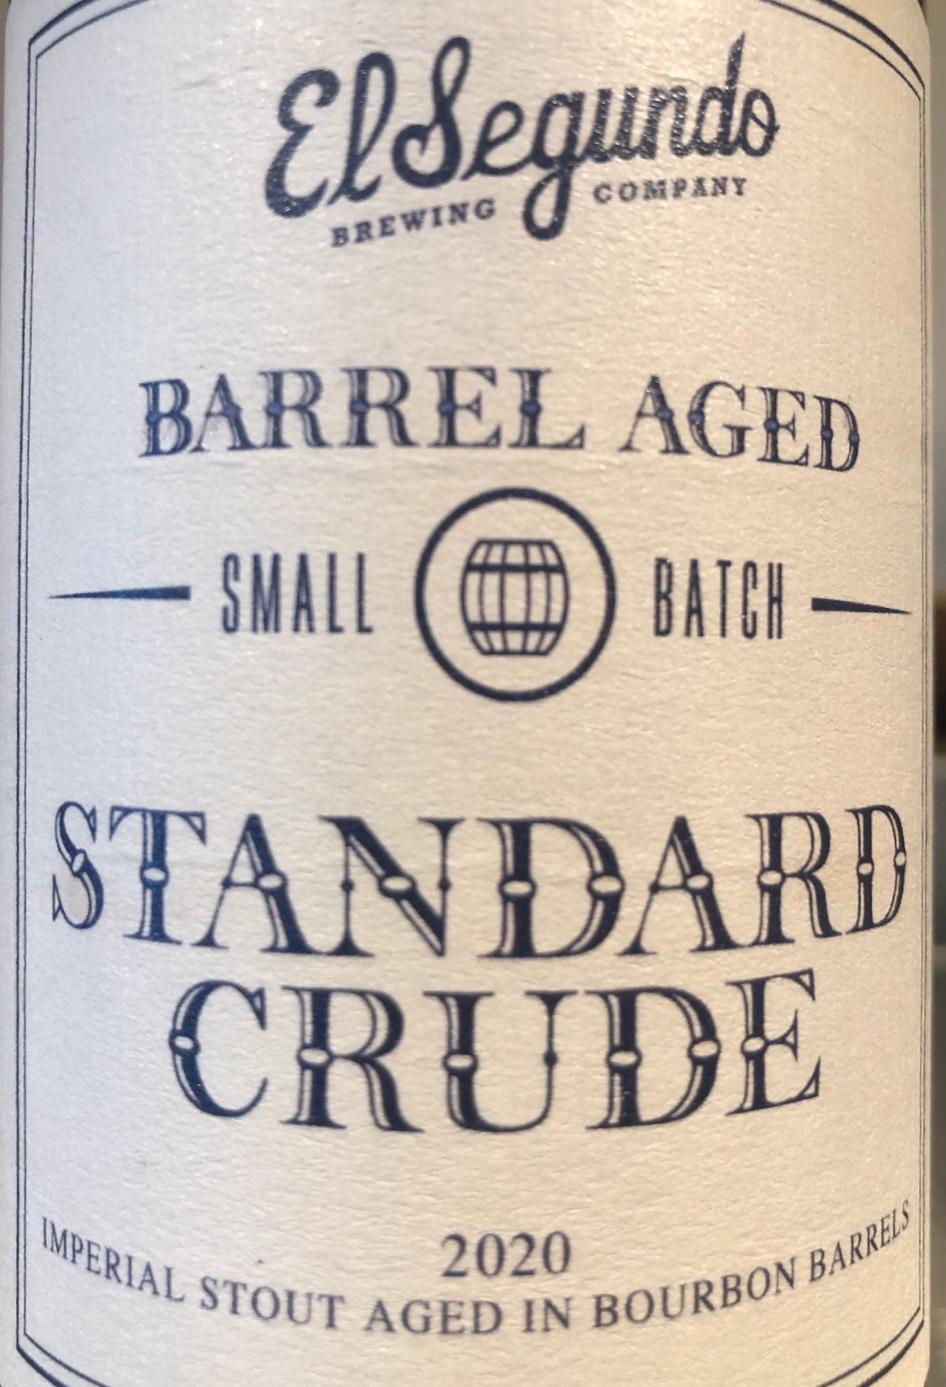 El Segundo
BREWING COMPANY
BARREL AGED
SMALL BATCH
STANDARD
CRUDE
2020
IMPERIAL STOUT AGED IN BOURBON BARRELS